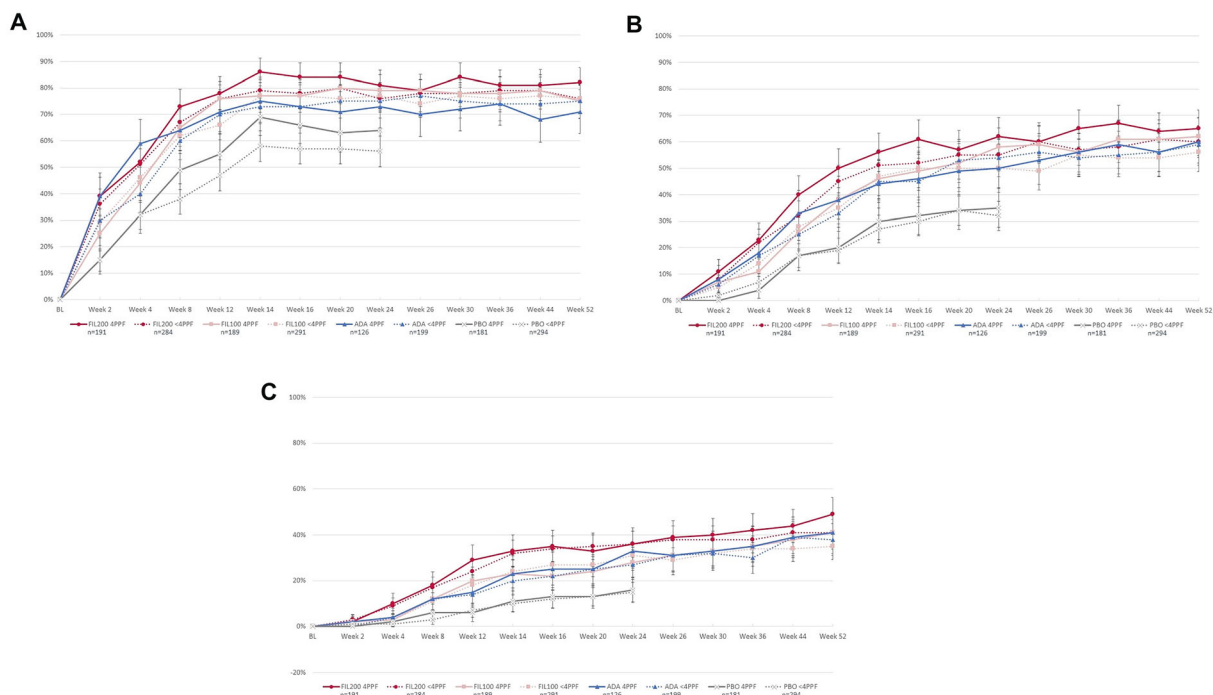 A
100%
90%
80%
70%
60%
50%
40%
30%
20%
10%
0%
BL Week 2 Week 4 Week 8 Week 12 Week 14 Week 16 Week 20 Week 24 Week 26 Week 30 Week 36 Week 44 Week 52
FIL200 4PPF FIL200 <4PPF FIL100 4PPF FIL100 <4PPF ADA 4PPF ADA <4PPF PBO 4PPF PBO <4PPF
n=191 n=284 n=189 n=291 n=126 n=199 n=181 n=294
B
100%
90%
80%
70%
60%
50%
40%
30%
20%
10%
0%
BL Week 2 Week 4 Week 8 Week 12 Week 14 Week 16 Week 20 Week 24 Week 26 Week 30 Week 36 Week 44 Week 52
FIL200 4PPF FIL200 <4PPF FIL100 4PPF FIL100 <4PPF ADA 4PPF ADA <4PPF PBO 4PPF PBO <4PPF
n=191 n=284 n=189 n=291 n=126 n=199 n=181 n=294
C
100%
80%
60%
40%
20%
0%
BL Week 2 Week 4 Week 8 Week 12 Week 14 Week 16 Week 20 Week 24 Week 26 Week 30 Week 36 Week 44 Week 52
-20%
FIL200 4PPF FIL200 <4PPF FIL100 4PPF FIL100 <4PPF ADA 4PPF ADA <4PPF PBO 4PPF PBO <4PPF
n=191 n=284 n=189 n=291 n=126 n=199 n=181 n=294